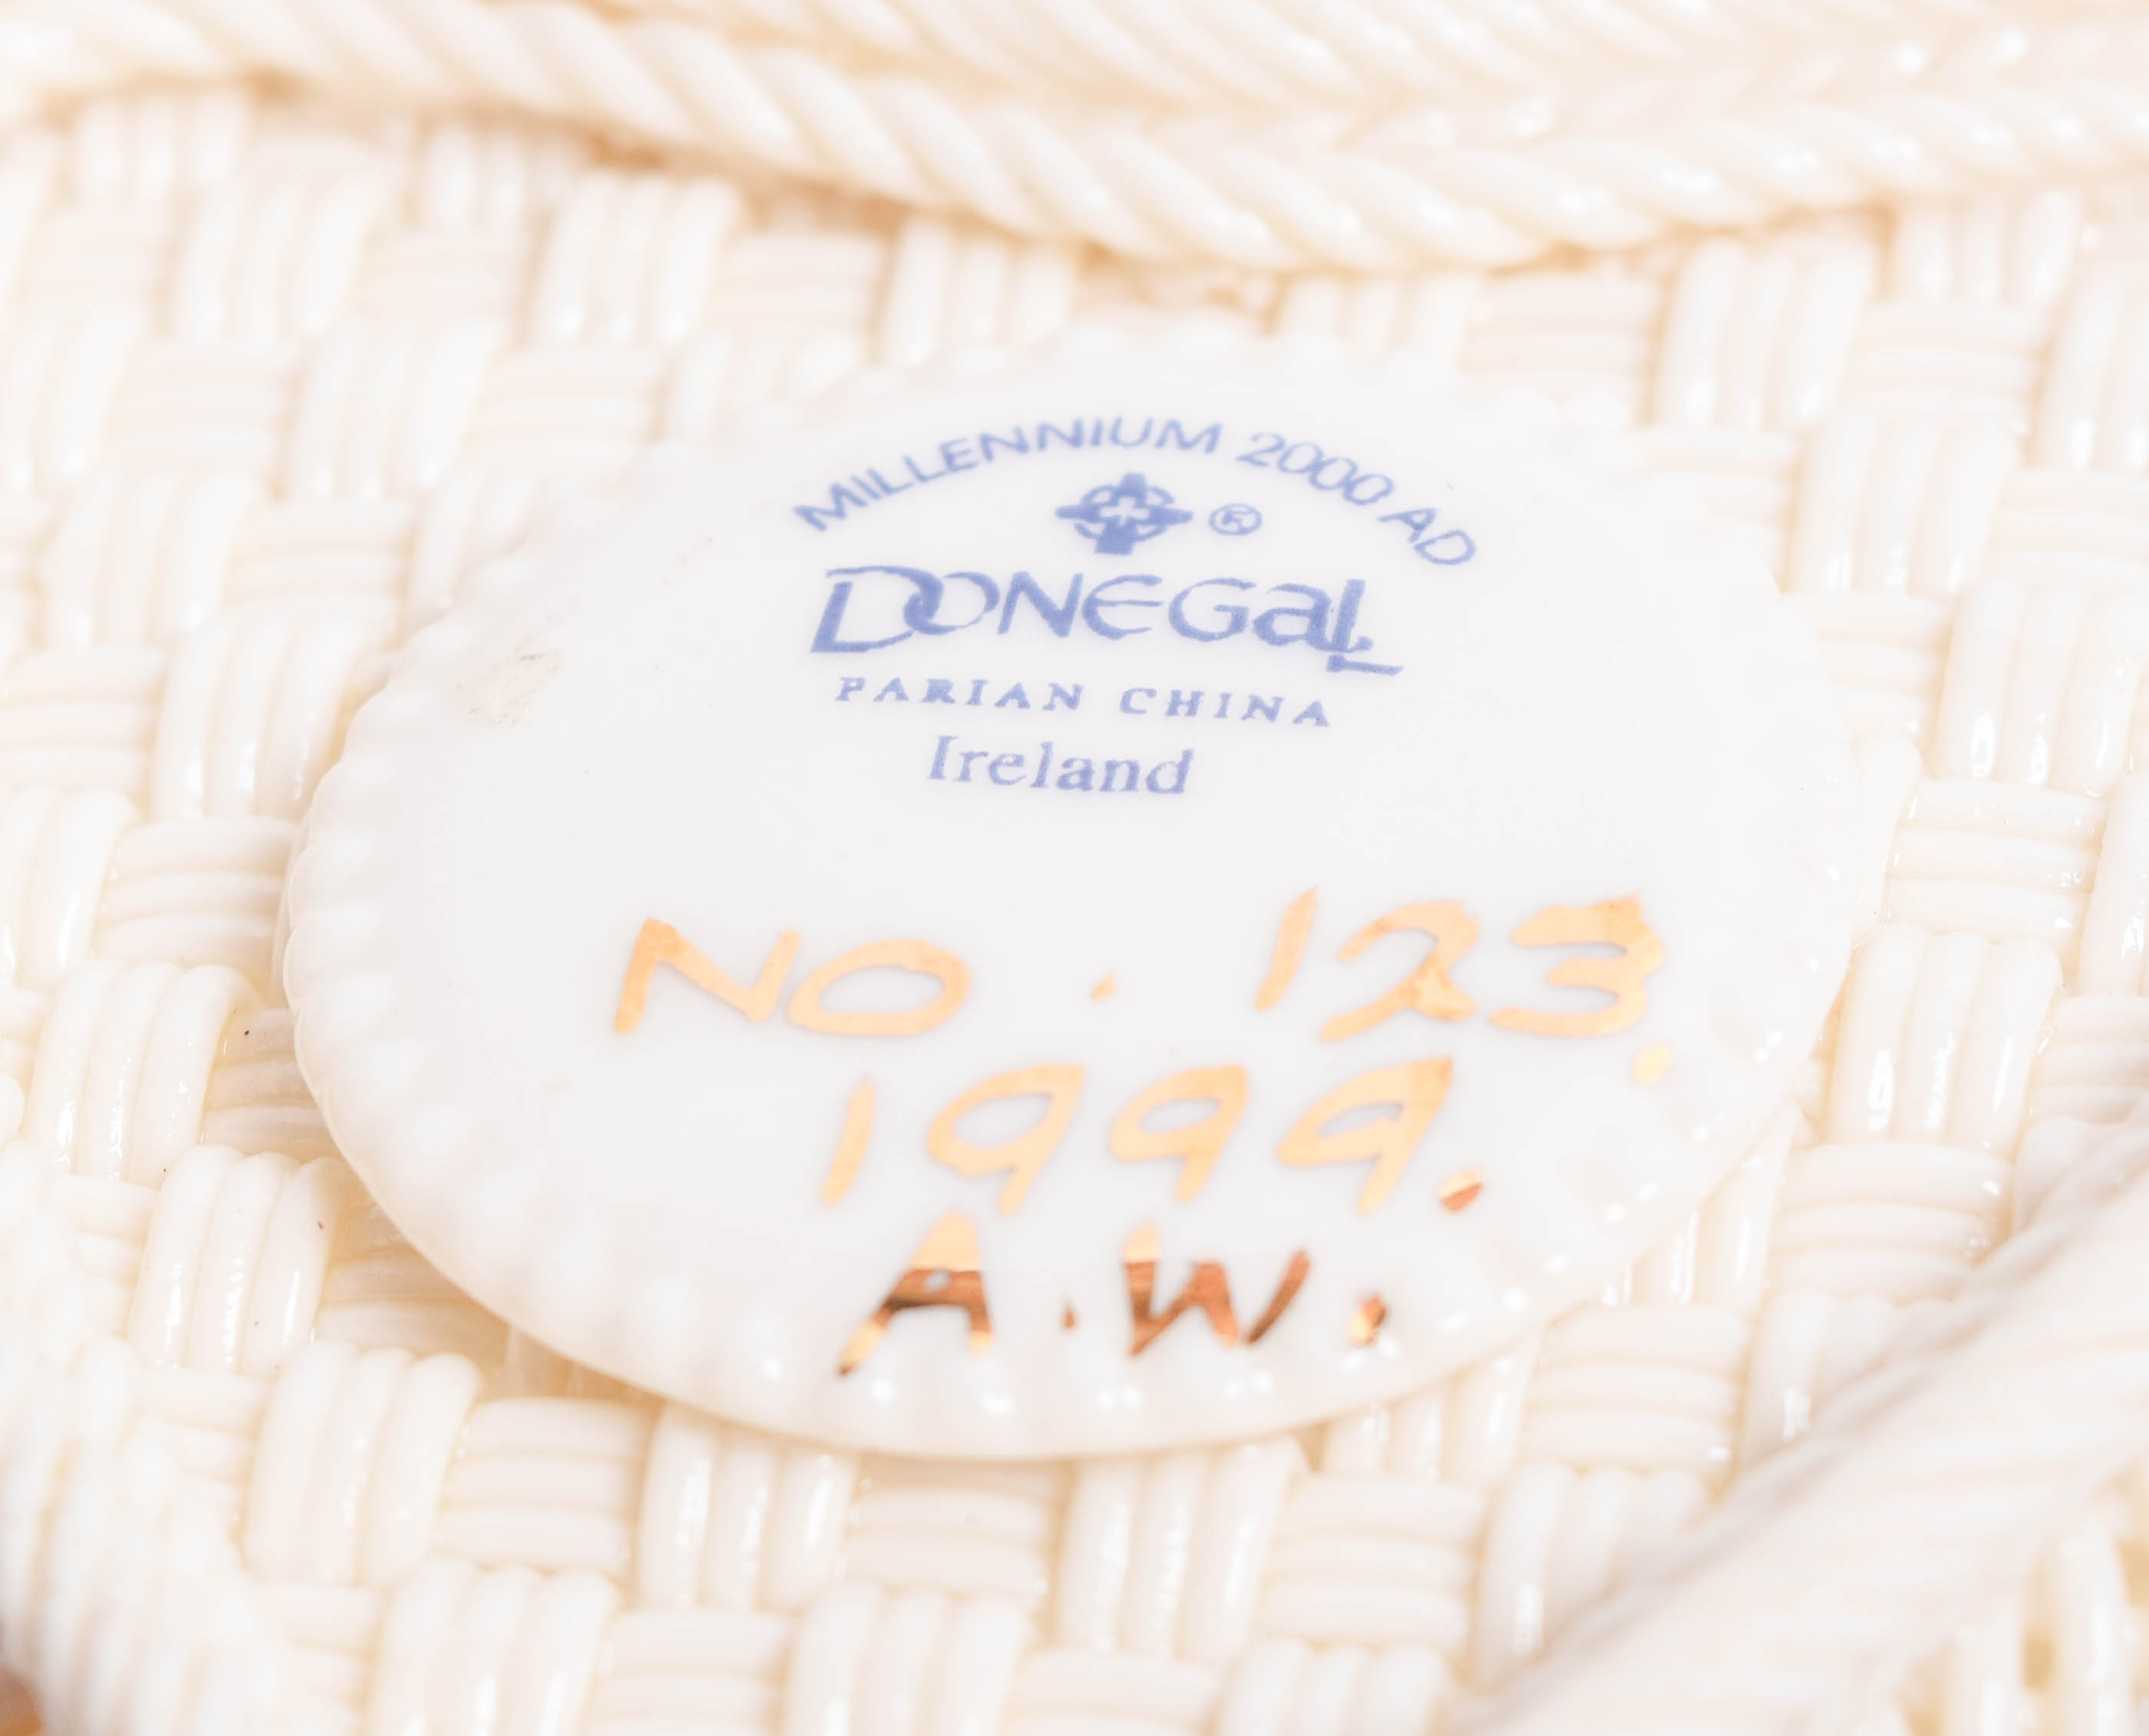 MILLENNIUM 2000 AD
®
DONEGAL
PARIAN CHINA
Ireland
NO. 123.
1999.
A.W.